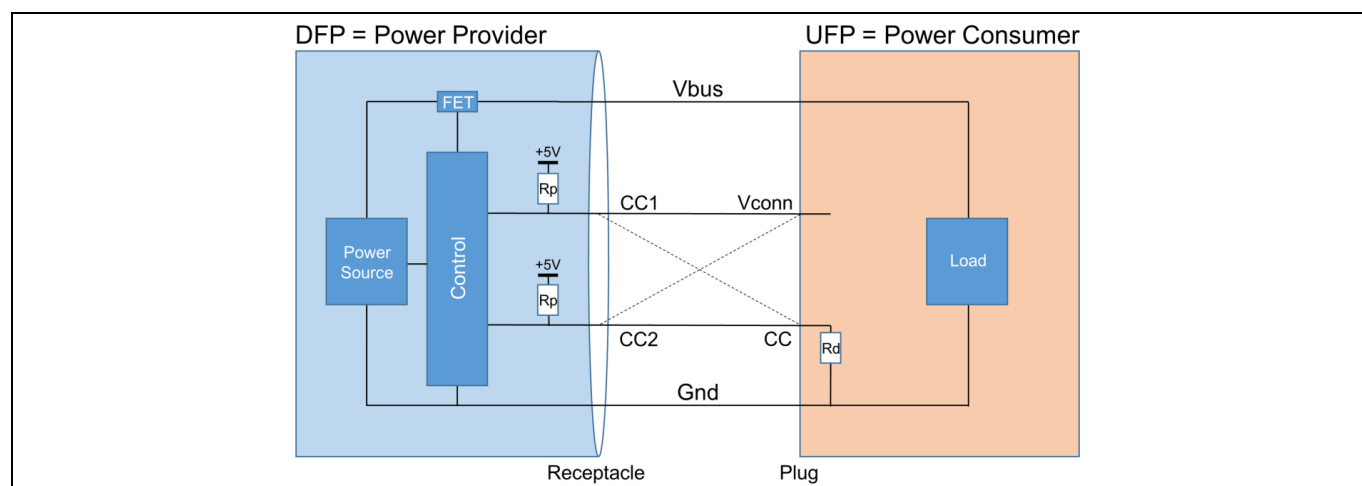 DFP = Power Provider
UFP = Power Consumer
FET
Vbus
+5V
Rp
CC1
Vconn
Power
Source
Control
Load
+5V
Rp
CC2
CC
Rd
Gnd
Receptacle
Plug